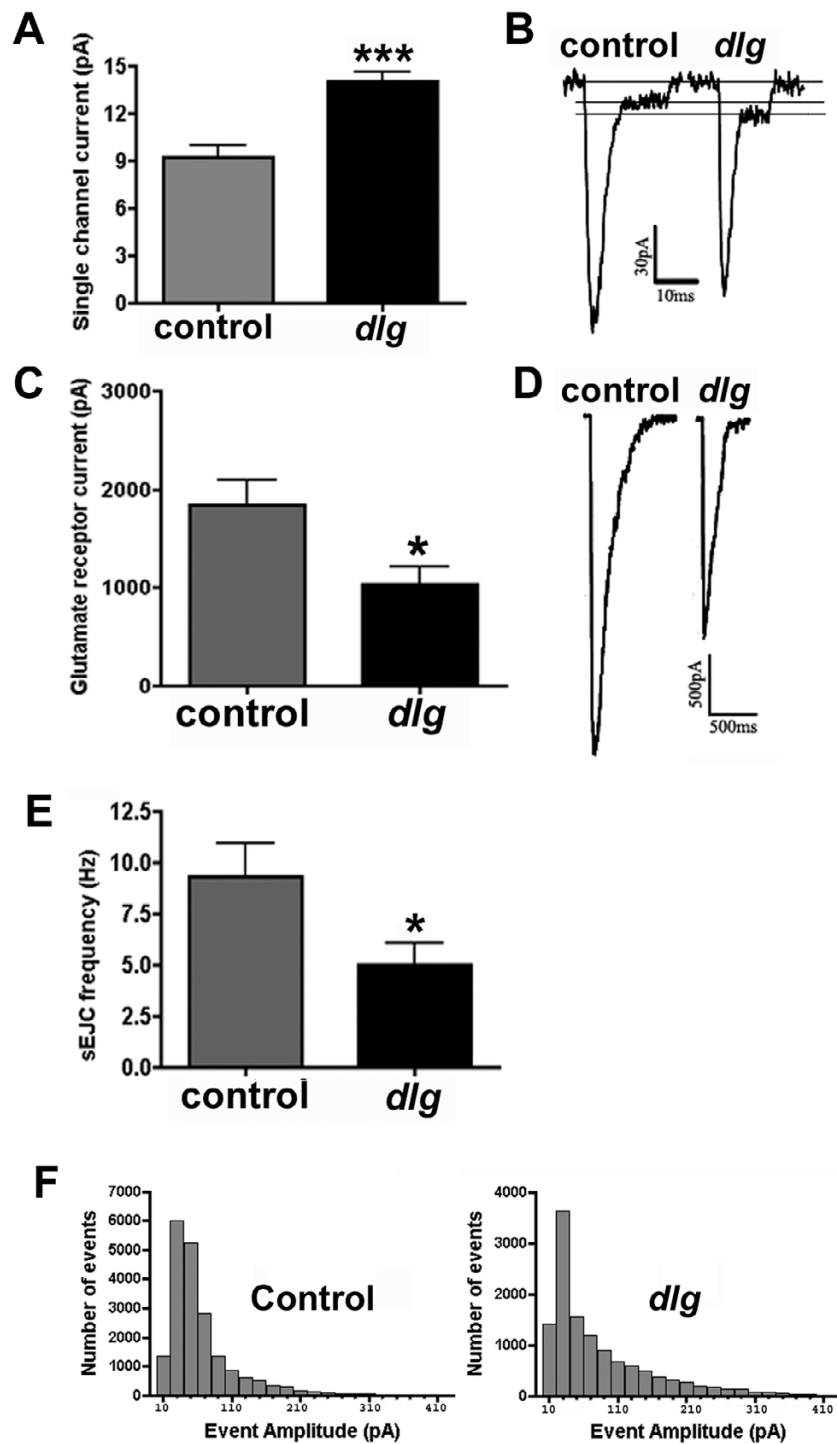 A
Single channel current (pA)
15
12
9
6
3
0
***
control
dlg
B
control dlg
30pA
10ms
C
Glutamate receptor current (pA)
3000
2000
1000
0
*
control
dlg
D
control dlg
500pA
500ms
E
sEJC frequency (Hz)
12.5
10.0
7.5
5.0
2.5
0.0
*
control
dlg
F
Number of events
7000
6000
5000
4000
3000
2000
1000
0
Control
10 110 210 310 410
Event Amplitude (pA)
Number of events
4000
3000
2000
1000
0
dlg
10 110 210 310 410
Event Amplitude (pA)